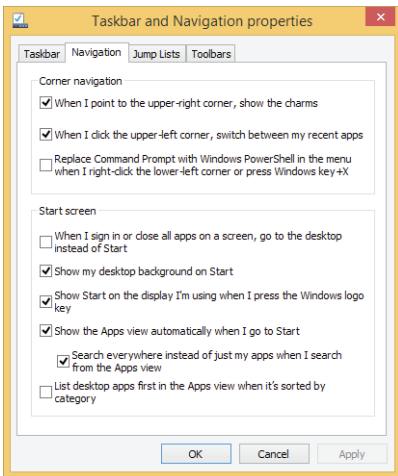 Taskbar and Navigation properties
Taskbar Navigation Jump Lists Toolbars
Corner navigation
When I point to the upper-right corner, show the charms
When I click the upper-left corner, switch between my recent apps
Replace Command Prompt with Windows PowerShell in the menu
when I right-click the lower-left corner or press Windows key+X
Start screen
When I sign in or close all apps on a screen, go to the desktop
instead of Start
Show my desktop background on Start
Show Start on the display I'm using when I press the Windows logo
key
Show the Apps view automatically when I go to Start
Search everywhere instead of just my apps when I search
from the Apps view
List desktop apps first in the Apps view when it's sorted by
category
OK Cancel Apply